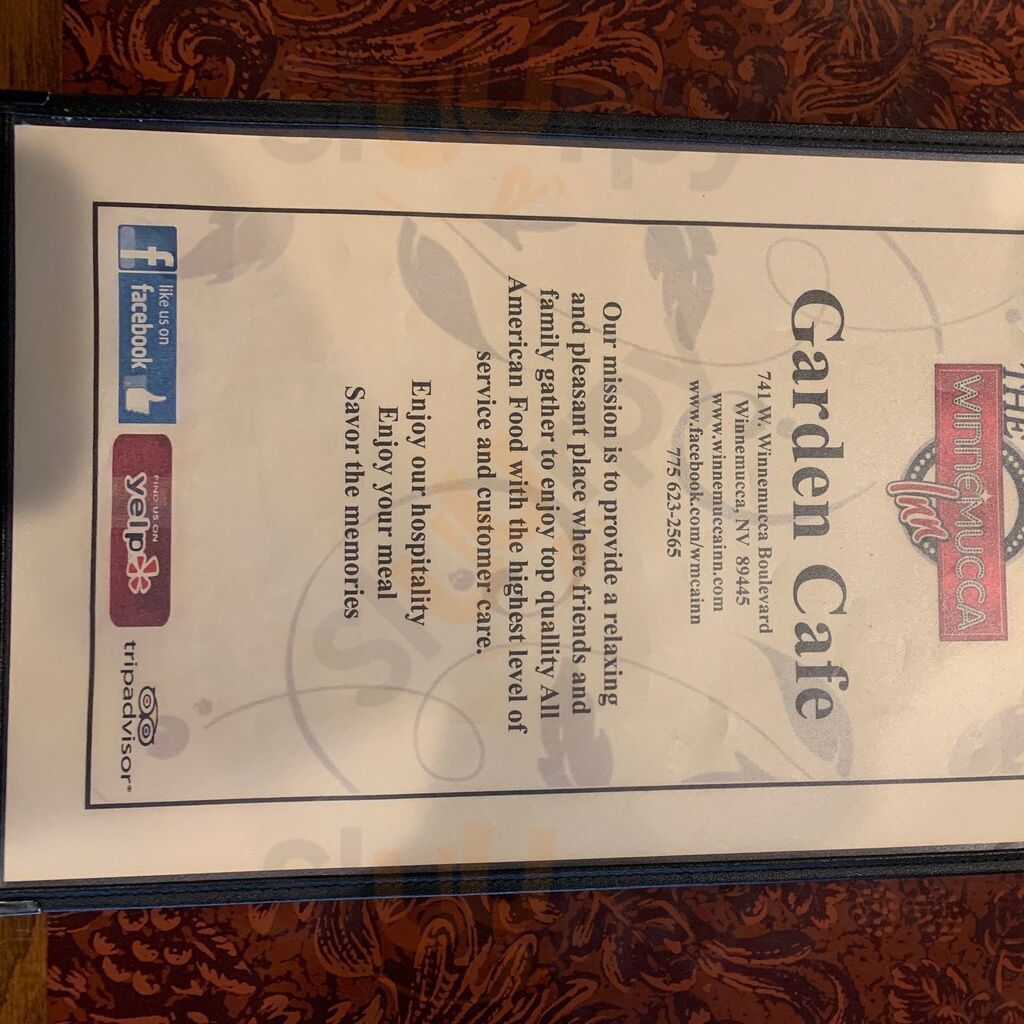 THE
WINNEMUCCA
Inn
Garden Cafe
741 W. Winnemucca Boulevard
Winnemucca, NV 89445
www.winnemuccainn.com
www.facebook.com/wmcainn
775 623-2565
Our mission is to provide a relaxing
and pleasant place where friends and
family gather to enjoy top quallity All
American Food with the highest level of
service and customer care.
Enjoy our hospitality
Enjoy your meal
Savor the memories
f like us on
facebook
FIND US ON
yelp
tripadvisor®